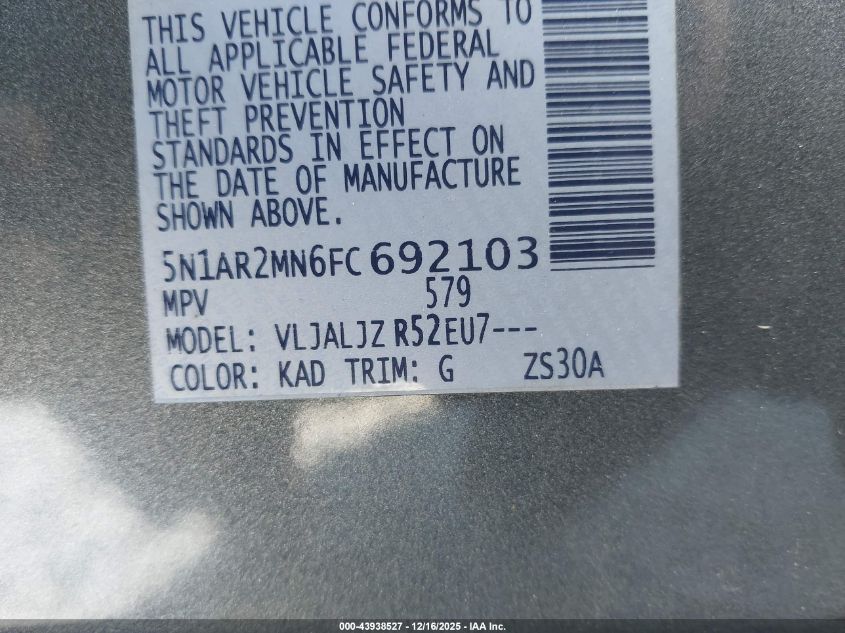 THIS VEHICLE CONFORMS TO
ALL APPLICABLE FEDERAL
MOTOR VEHICLE SAFETY AND
THEFT PREVENTION
STANDARDS IN EFFECT ON
THE DATE OF MANUFACTURE
SHOWN ABOVE.
5N1AR2MN6FC692103
MPV 579
MODEL: VLJALJZ R52EU7---
COLOR: KAD TRIM: G ZS30A
000-43938527 - 12/16/2025 - IAA Inc.